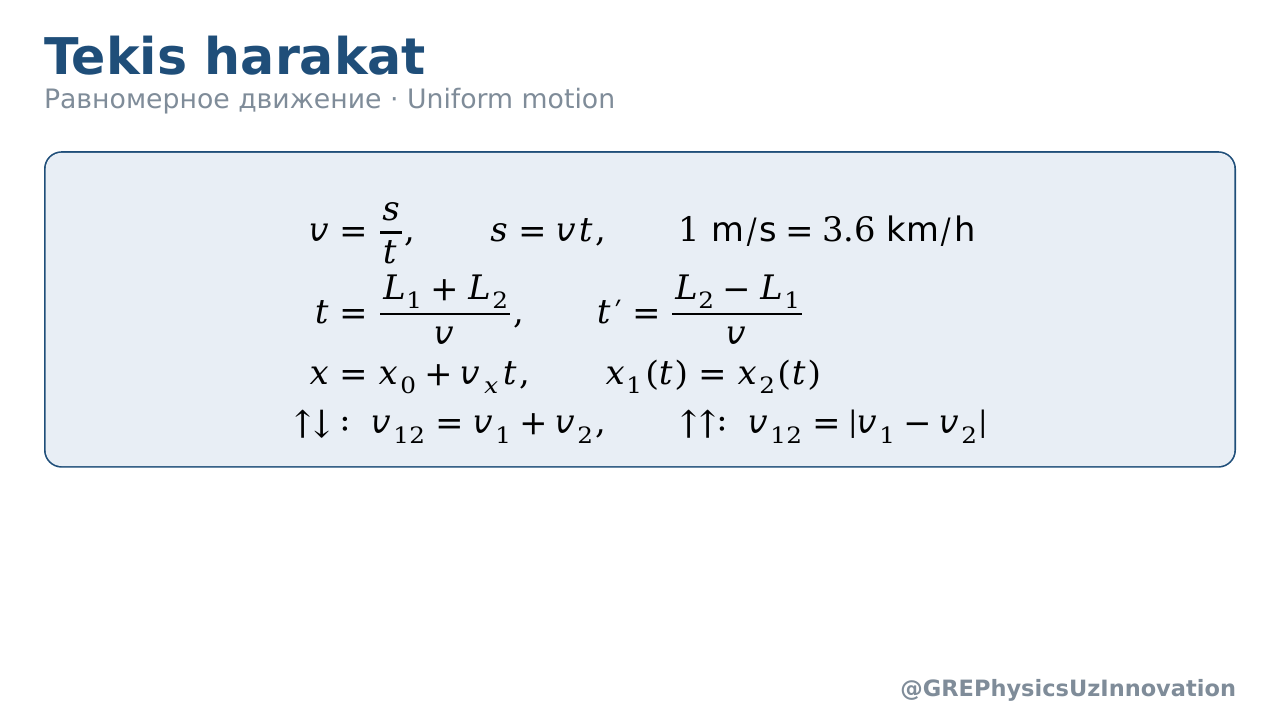 Tekis harakat
Равномерное движение · Uniform motion
v = s/t, s = vt, 1 m/s = 3.6 km/h
t = (L₁ + L₂)/v, t′ = (L₂ − L₁)/v
x = x₀ + vₓt, x₁(t) = x₂(t)
↑↓ : v₁₂ = v₁ + v₂, ↑↑: v₁₂ = |v₁ − v₂|
@GREPhysicsUzInnovation